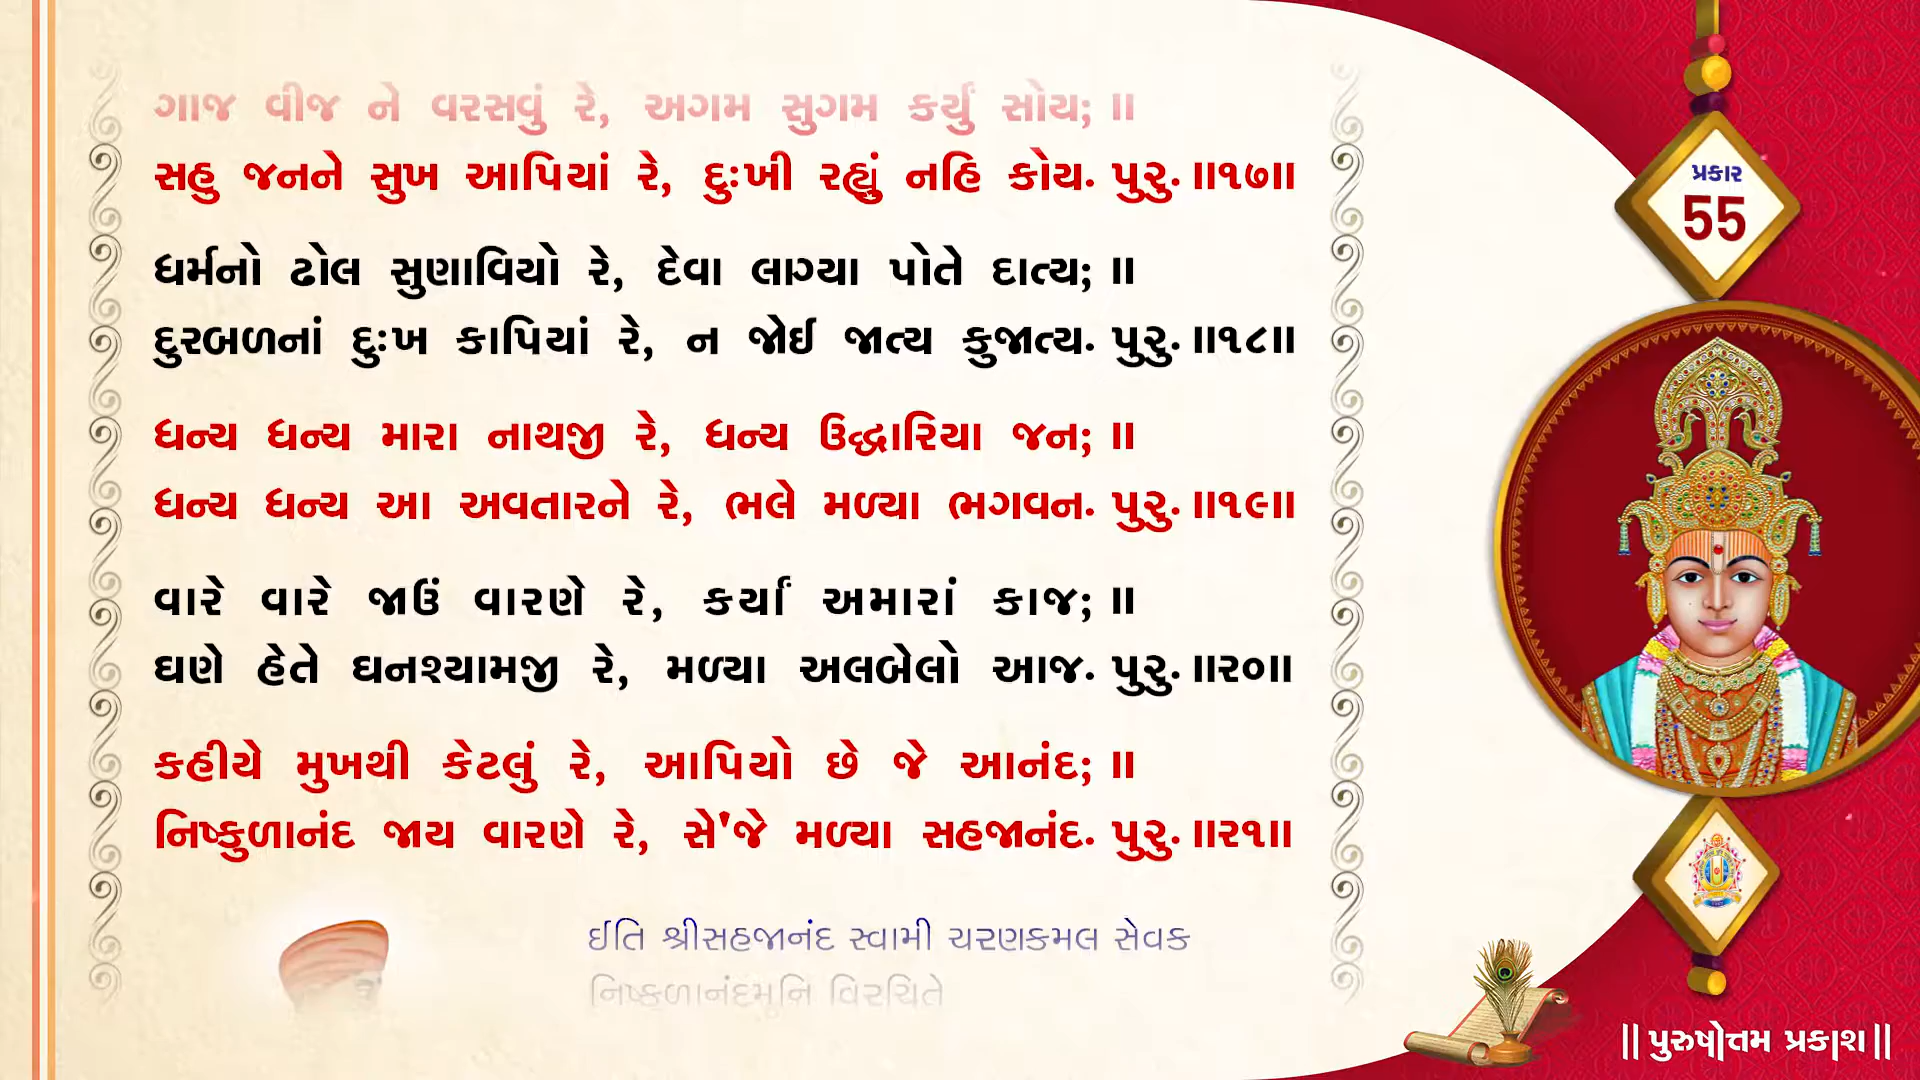 ગાજ વીજ ને વરસવું રે, અગમ સુગમ કર્યું સોય; ॥
સહુ જનને સુખ આપિયાં રે, દુઃખી રહ્યું નહિ કોય. પુરુ. ॥૧૭॥
ધર્મનો ઢોલ સુણાવિયો રે, દેવા લાગ્યા પોતે દાત્ય; ॥
દુરબળનાં દુઃખ કાપિયાં રે, ન જોઈ જાત્ય કુજાત્ય. પુરુ. ॥૧૮॥
ધન્ય ધન્ય મારા નાથજી રે, ધન્ય ઉદ્ધારિયા જન; ॥
ધન્ય ધન્ય આ અવતારને રે, ભલે મળ્યા ભગવન. પુરુ. ॥૧૯॥
વારે વારે જાઉં વારણે રે, કર્યાં અમારાં કાજ; ॥
ઘણે હેતે ઘનશ્યામજી રે, મળ્યા અલબેલો આજ. પુરુ. ॥૨૦॥
કહીયે મુખથી કેટલું રે, આપિયો છે જે આનંદ; ॥
નિષ્કુળાનંદ જાય વારણે રે, સે'જે મળ્યા સહજાનંદ. પુરુ. ॥૨૧॥
ઈતિ શ્રીસહજાનંદ સ્વામી ચરણકમલ સેવક
નિષ્કુળાનંદમુનિ વિરચિતે
પ્રકાર
55
॥ પુરુષોત્તમ પ્રકાશ ॥